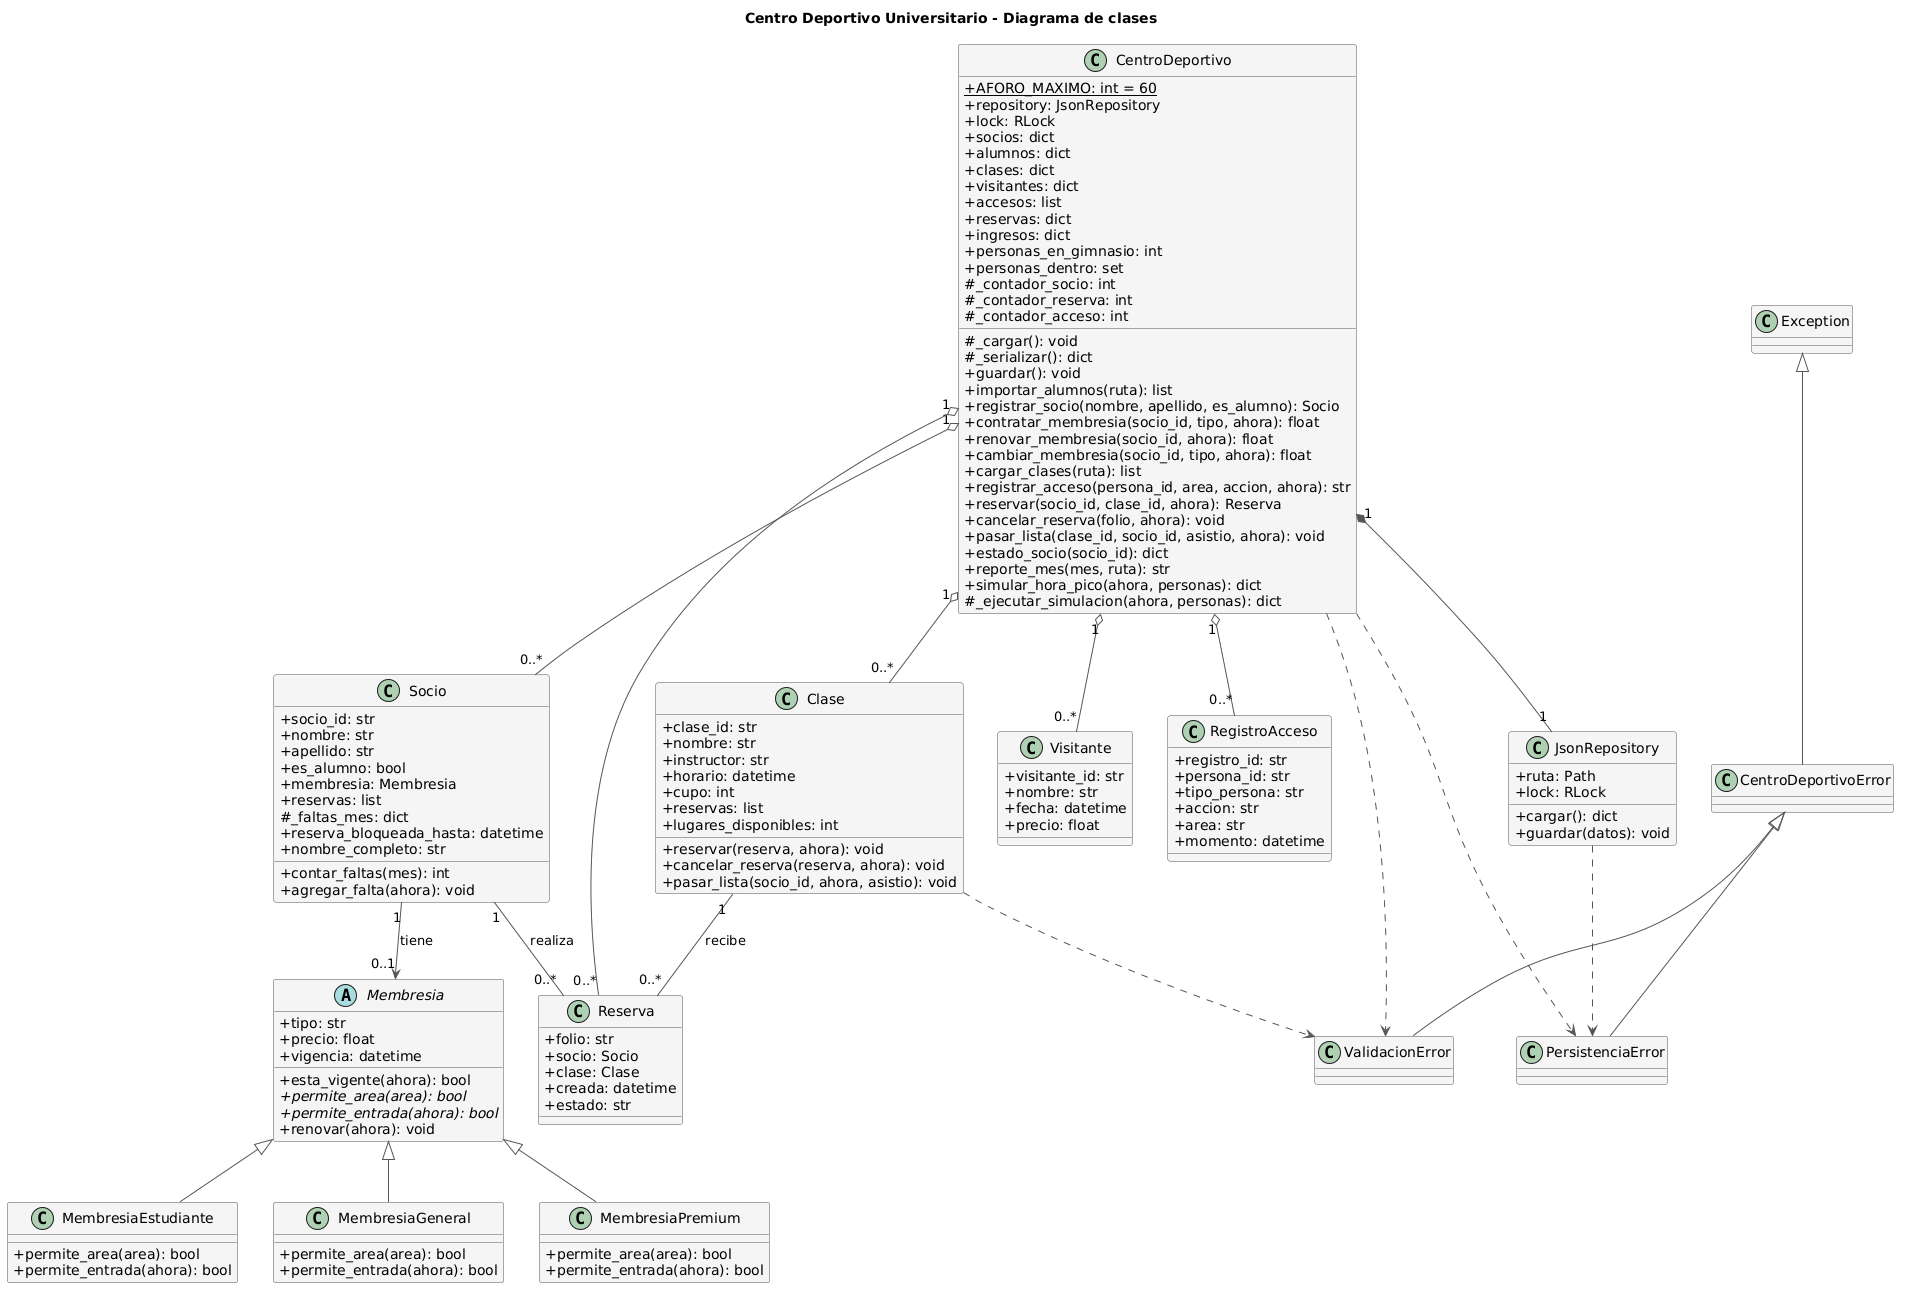 Centro Deportivo Universitario - Diagrama de clases
C CentroDeportivo
+AFORO_MAXIMO: int = 60
+repository: JsonRepository
+lock: RLock
+socios: dict
+alumnos: dict
+clases: dict
+visitantes: dict
+accesos: list
+reservas: dict
+ingresos: dict
+personas_en_gimnasio: int
+personas_dentro: set
#_contador_socio: int
#_contador_reserva: int
#_contador_acceso: int
#_cargar(): void
#_serializar(): dict
+guardar(): void
+importar_alumnos(ruta): list
+registrar_socio(nombre, apellido, es_alumno): Socio
+contratar_membresia(socio_id, tipo, ahora): float
+renovar_membresia(socio_id, ahora): float
+cambiar_membresia(socio_id, tipo, ahora): float
+cargar_clases(ruta): list
+registrar_acceso(persona_id, area, accion, ahora): str
+reservar(socio_id, clase_id, ahora): Reserva
+cancelar_reserva(folio, ahora): void
+pasar_lista(clase_id, socio_id, asistio, ahora): void
+estado_socio(socio_id): dict
+reporte_mes(mes, ruta): str
+simular_hora_pico(ahora, personas): dict
#_ejecutar_simulacion(ahora, personas): dict
C Exception
1
1
1
1
1
1
0..*
0..*
0..*
0..*
1
C Socio
+socio_id: str
+nombre: str
+apellido: str
+es_alumno: bool
+membresia: Membresia
+reservas: list
#_faltas_mes: dict
+reserva_bloqueada_hasta: datetime
+nombre_completo: str
+contar_faltas(mes): int
+agregar_falta(ahora): void
C Clase
+clase_id: str
+nombre: str
+instructor: str
+horario: datetime
+cupo: int
+reservas: list
+lugares_disponibles: int
+reservar(reserva, ahora): void
+cancelar_reserva(reserva, ahora): void
+pasar_lista(socio_id, ahora, asistio): void
C Visitante
+visitante_id: str
+nombre: str
+fecha: datetime
+precio: float
C RegistroAcceso
+registro_id: str
+persona_id: str
+tipo_persona: str
+accion: str
+area: str
+momento: datetime
C JsonRepository
+ruta: Path
+lock: RLock
+cargar(): dict
+guardar(datos): void
C CentroDeportivoError
1
1
1
tiene
realiza
recibe
0..1
0..*
0..*
0..*
A Membresia
+tipo: str
+precio: float
+vigencia: datetime
+esta_vigente(ahora): bool
+permite_area(area): bool
+permite_entrada(ahora): bool
+renovar(ahora): void
C Reserva
+folio: str
+socio: Socio
+clase: Clase
+creada: datetime
+estado: str
C ValidacionError
C PersistenciaError
C MembresiaEstudiante
+permite_area(area): bool
+permite_entrada(ahora): bool
C MembresiaGeneral
+permite_area(area): bool
+permite_entrada(ahora): bool
C MembresiaPremium
+permite_area(area): bool
+permite_entrada(ahora): bool